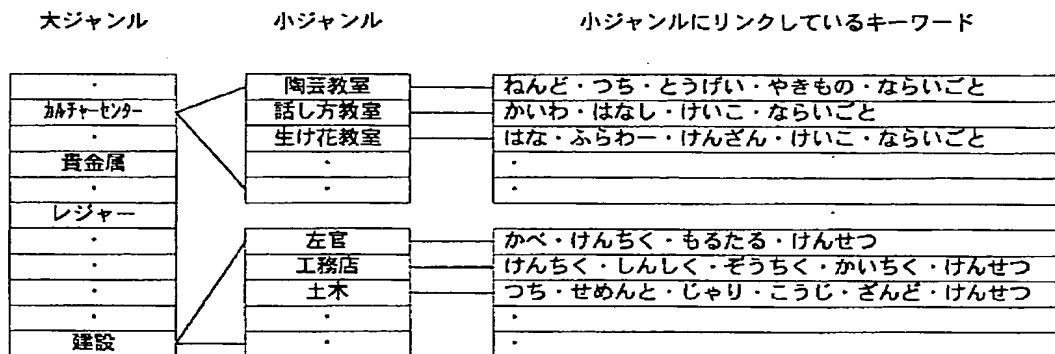 大ジャンル 小ジャンル 小ジャンルにリンクしているキーワード
・ 陶芸教室 ねんど・つち・とうげい・やきもの・ならいごと
カルチャーセンター 話し方教室 かいわ・はなし・けいこ・ならいごと
・ 生け花教室 はな・ふらわー・けんざん・けいこ・ならいごと
貴金属 ・ ・
・ ・ ・
レジャー
・ 左官 かべ・けんちく・もるたる・けんせつ
・ 工務店 けんちく・しんしく・ぞうちく・かいちく・けんせつ
・ 土木 つち・せめんと・じゃり・こうじ・ざんど・けんせつ
・ ・ ・
建設 ・ ・